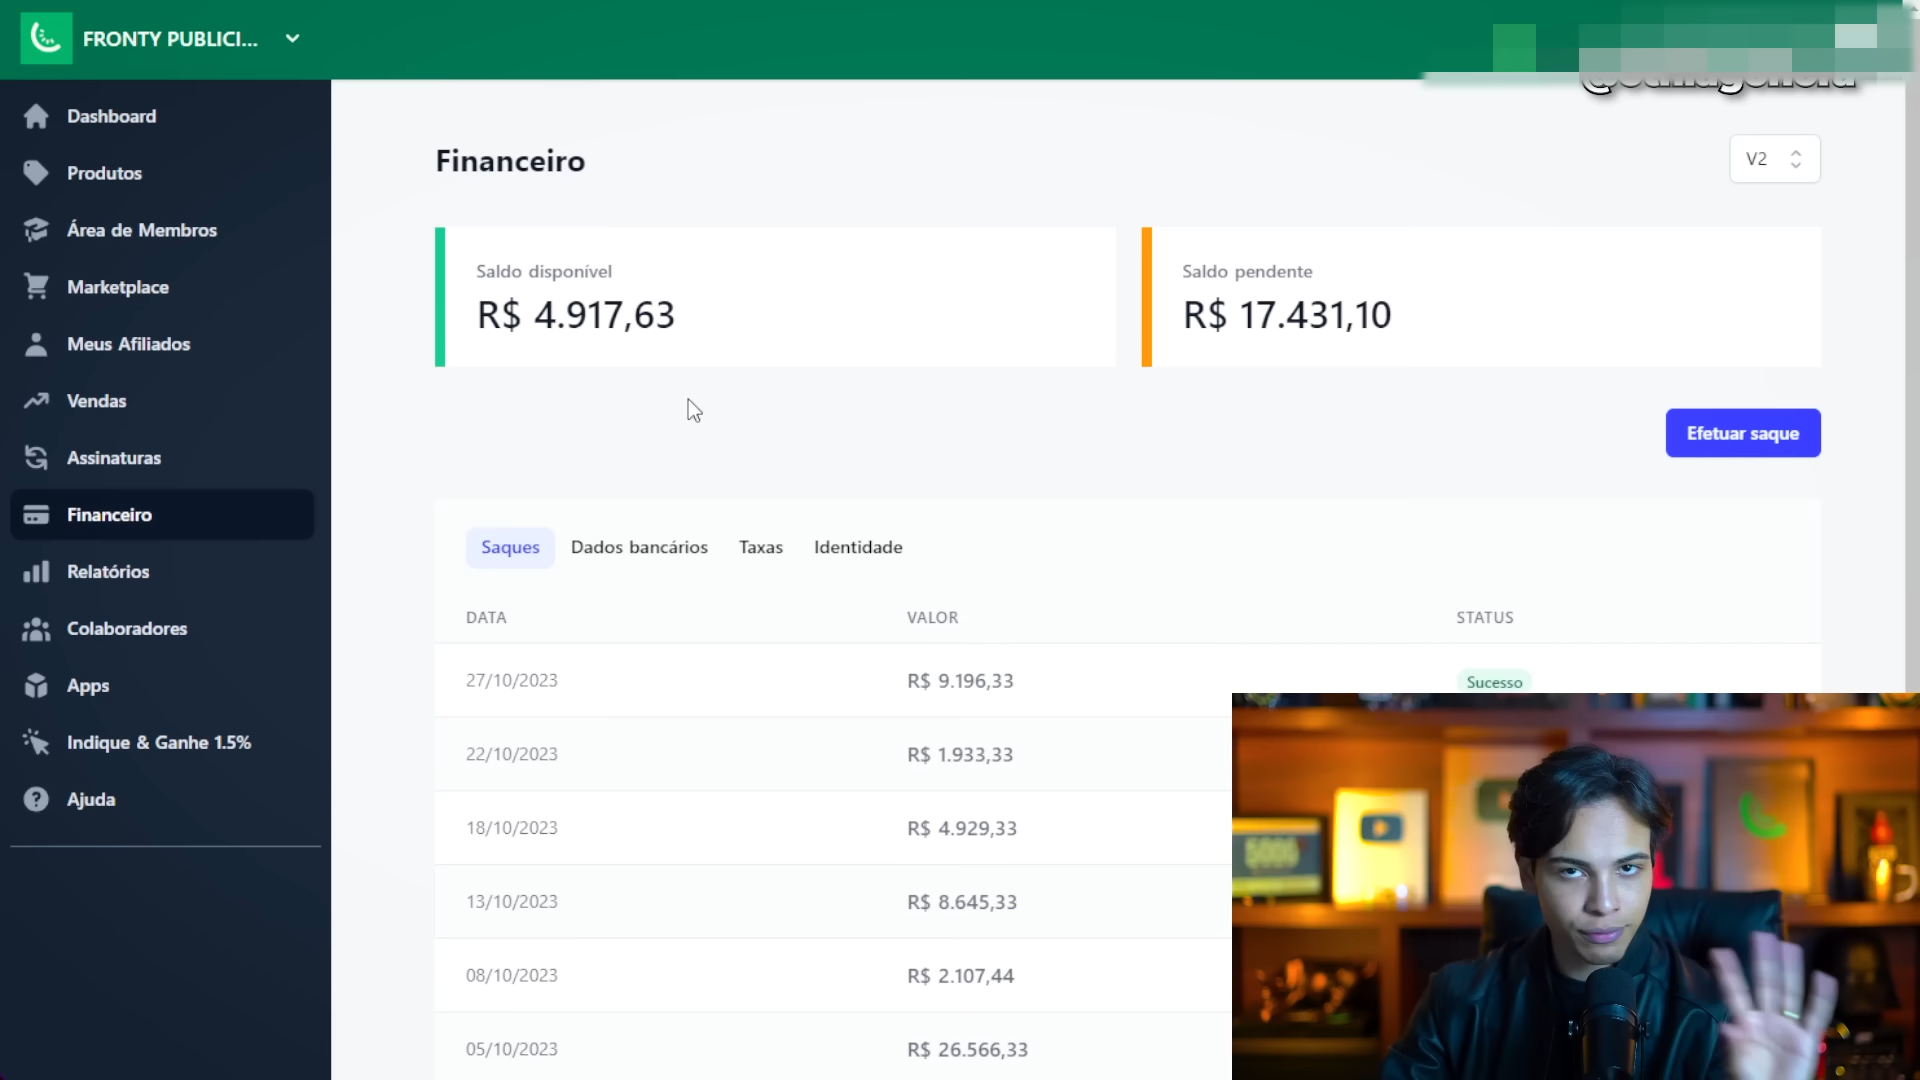 FRONTY PUBLICI...
Dashboard
Produtos
Área de Membros
Marketplace
Meus Afiliados
Vendas
Assinaturas
Financeiro
Relatórios
Colaboradores
Apps
Indique & Ganhe 1.5%
Ajuda
Financeiro
V2
Saldo disponível
R$ 4.917,63
Saldo pendente
R$ 17.431,10
Efetuar saque
Saques Dados bancários Taxas Identidade
DATA VALOR STATUS
27/10/2023 R$ 9.196,33 Sucesso
22/10/2023 R$ 1.933,33
18/10/2023 R$ 4.929,33
13/10/2023 R$ 8.645,33
08/10/2023 R$ 2.107,44
05/10/2023 R$ 26.566,33
5000